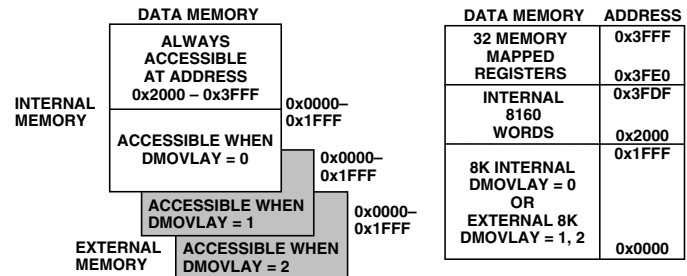 DATA MEMORY
ALWAYS
ACCESSIBLE
AT ADDRESS
0x2000 – 0x3FFF
INTERNAL
MEMORY
0x0000–
0x1FFF
ACCESSIBLE WHEN
DMOVLAY = 0
0x0000–
0x1FFF
ACCESSIBLE WHEN
DMOVLAY = 1
0x0000–
0x1FFF
EXTERNAL
MEMORY
ACCESSIBLE WHEN
DMOVLAY = 2
DATA MEMORY ADDRESS
32 MEMORY
MAPPED
REGISTERS
0x3FFF
0x3FE0
INTERNAL
8160
WORDS
0x3FDF
0x2000
8K INTERNAL
DMOVLAY = 0
OR
EXTERNAL 8K
DMOVLAY = 1, 2
0x1FFF
0x0000